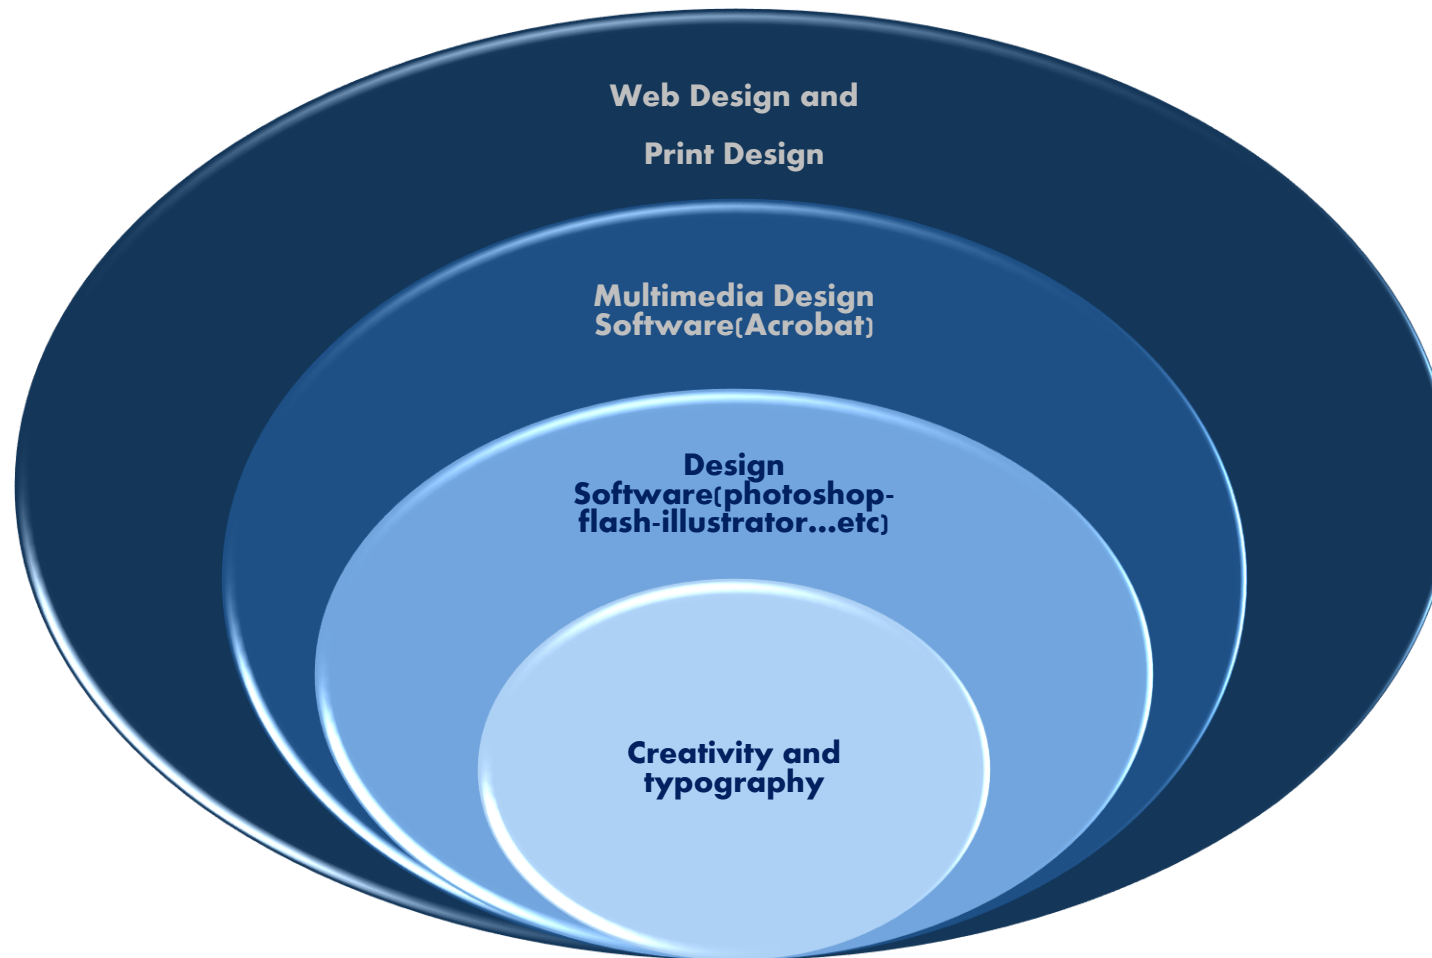 Web Design and
Print Design
Multimedia Design
Software(Acrobat)
Design
Software(photoshop-
flash-illustrator...etc)
Creativity and
typography